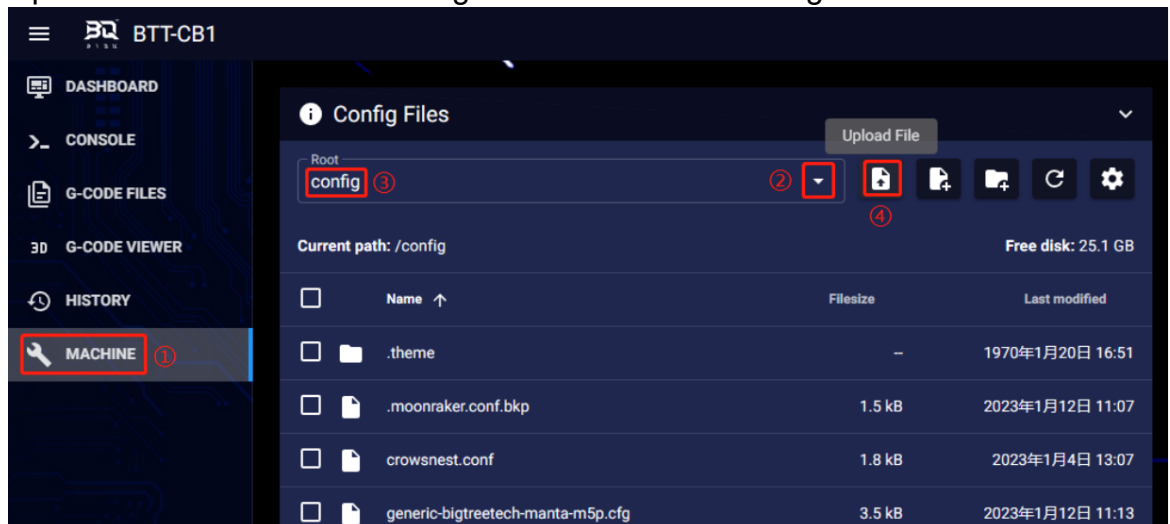 BTT-CB1
DASHBOARD
CONSOLE
G-CODE FILES
3D G-CODE VIEWER
HISTORY
MACHINE ①
Config Files
Upload File
Root
config ③ ②
④
Current path: /config Free disk: 25.1 GB
Name Filesize Last modified
.theme -- 1970年1月20日 16:51
.moonraker.conf.bkp 1.5 kB 2023年1月12日 11:07
crowsnest.conf 1.8 kB 2023年1月4日 13:07
generic-bigtreetech-manta-m5p.cfg 3.5 kB 2023年1月12日 11:13